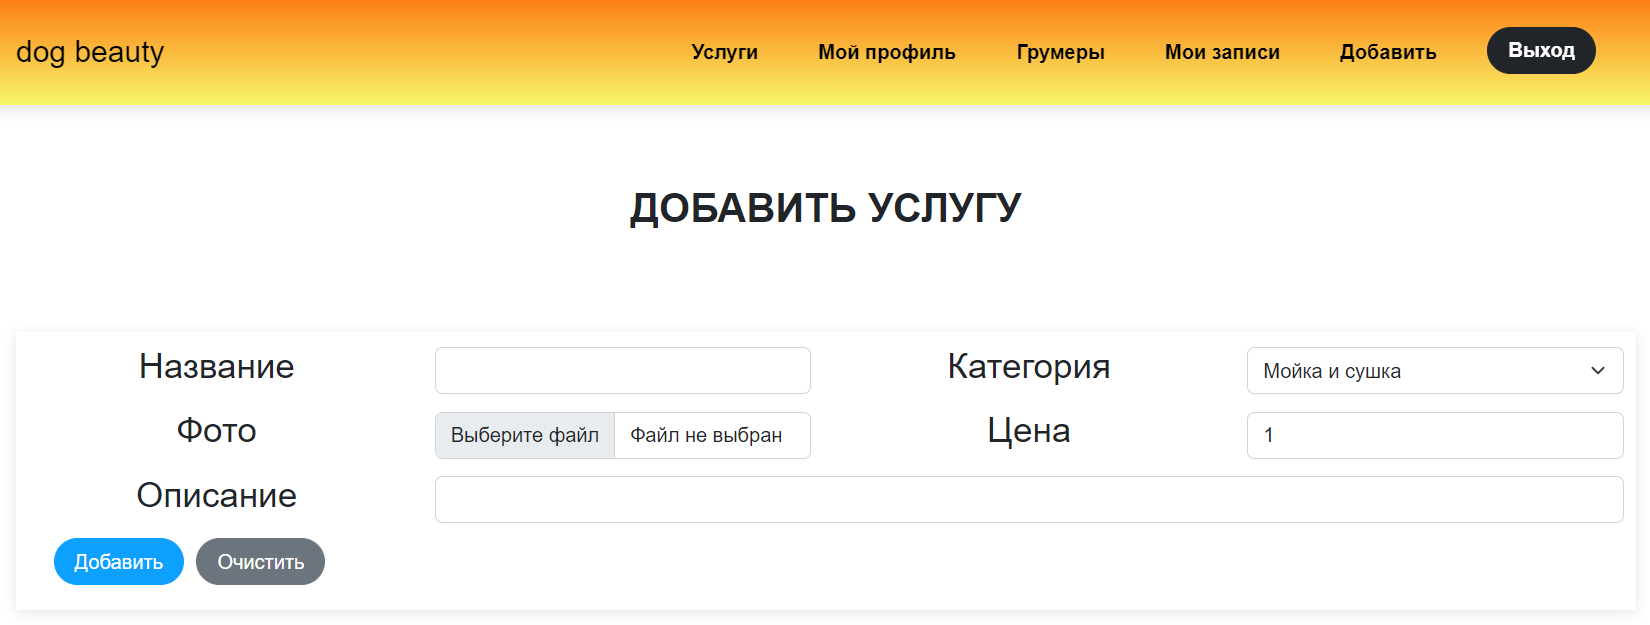 dog beauty Услуги Мой профиль Грумеры Мои записи Добавить Выход
ДОБАВИТЬ УСЛУГУ
Название Категория Мойка и сушка
Фото Выберите файл Файл не выбран Цена 1
Описание
Добавить Очистить